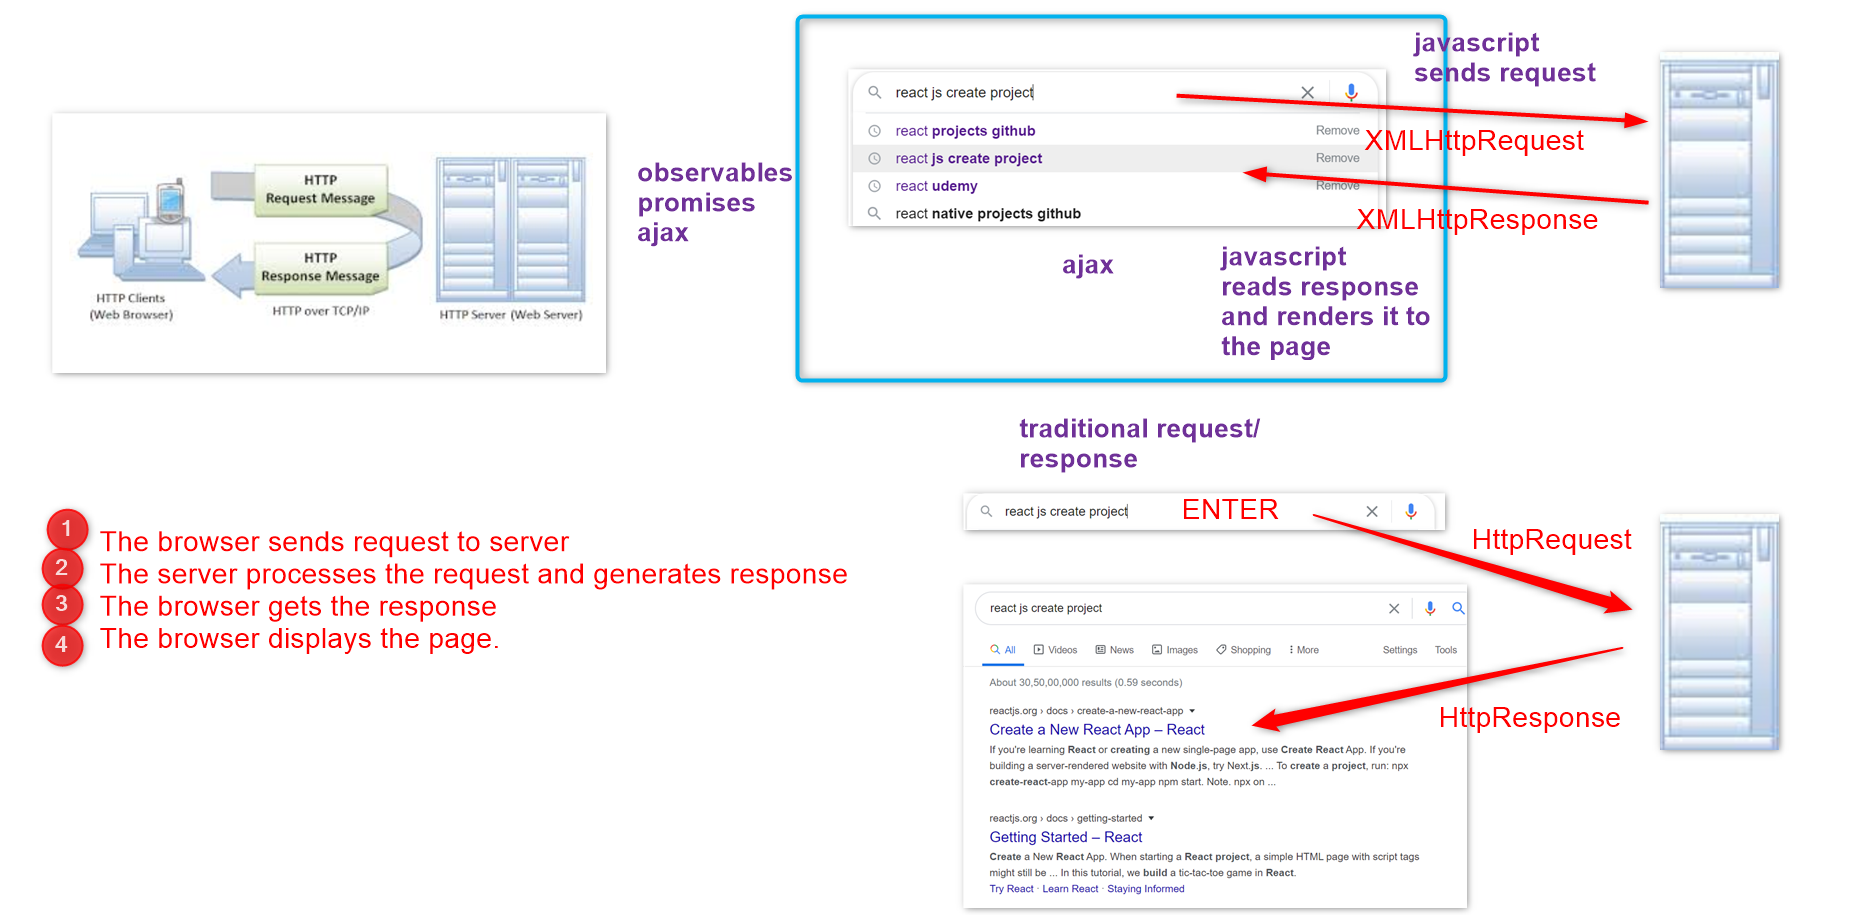 HTTP
Request Message
HTTP
Response Message
HTTP Clients
(Web Browser)
HTTP over TCP/IP
HTTP Server (Web Server)
observables
promises
ajax
react js create project
react projects github
Remove
react js create project
Remove
react udemy
Remove
react native projects github
ajax
javascript
reads response
and renders it to
the page
javascript
sends request
XMLHttpRequest
XMLHttpResponse
traditional request/
response
react js create project
ENTER
HttpRequest
HttpResponse
1
The browser sends request to server
2
The server processes the request and generates response
3
The browser gets the response
4
The browser displays the page.
react js create project
All Videos News Images Shopping More Settings Tools
About 30,50,00,000 results (0.59 seconds)
reactjs.org › docs › create-a-new-react-app
Create a New React App – React
If you're learning React or creating a new single-page app, use Create React App. If you're
building a server-rendered website with Node.js, try Next.js. ... To create a project, run: npx
create-react-app my-app cd my-app npm start. Note. npx on ...
reactjs.org › docs › getting-started
Getting Started – React
Create a New React App. When starting a React project, a simple HTML page with script tags
might still be ... In this tutorial, we build a tic-tac-toe game in React.
Try React · Learn React · Staying Informed